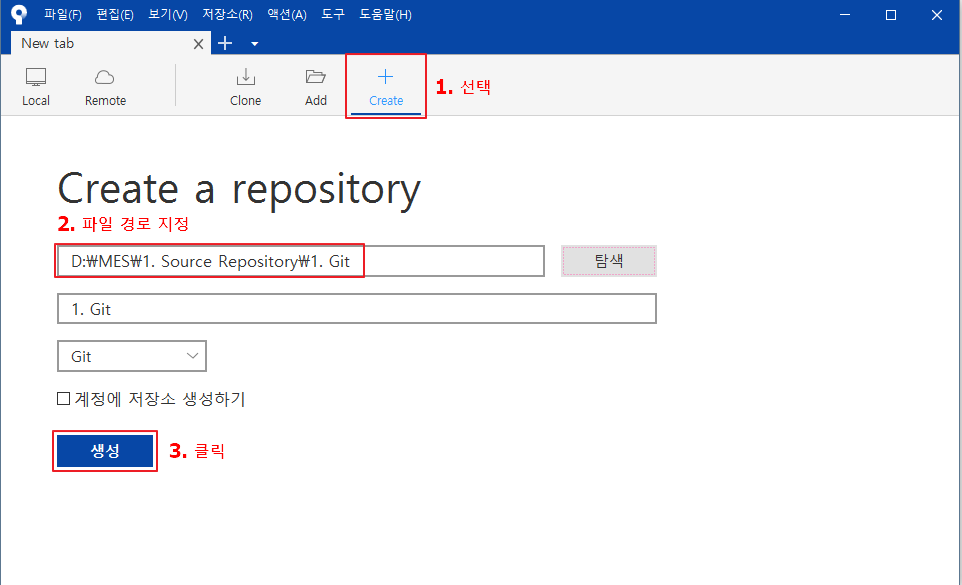 파일(F) 편집(E) 보기(V) 저장소(R) 액션(A) 도구 도움말(H)
New tab
Local Remote Clone Add Create 1. 선택
Create a repository
2. 파일 경로 지정
D:₩MES₩1. Source Repository₩1. Git 탐색
1. Git
Git
계정에 저장소 생성하기
생성 3. 클릭